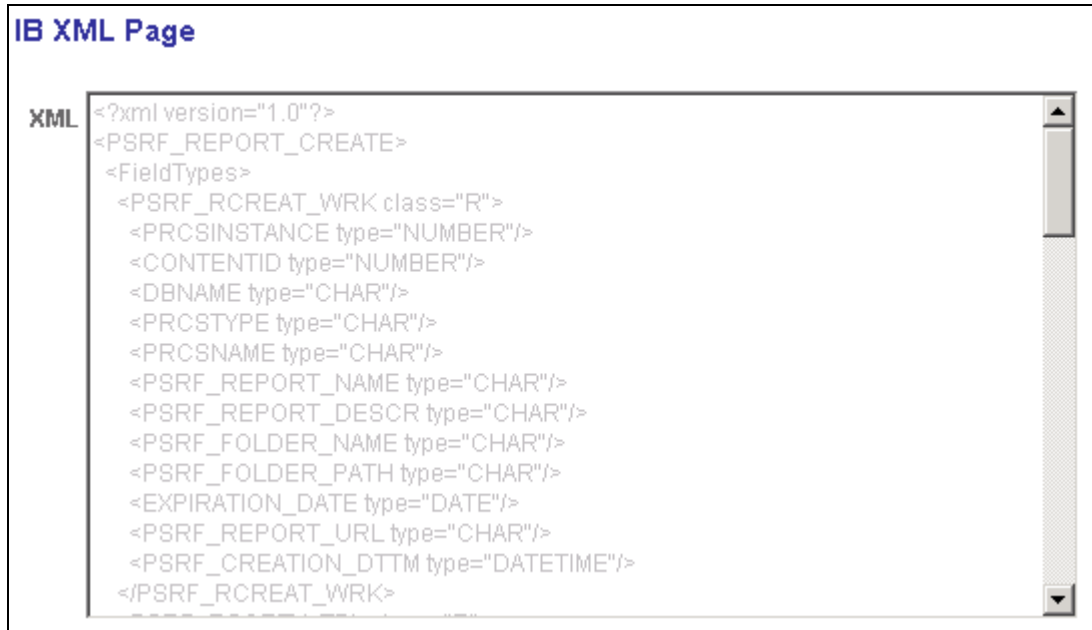 IB XML Page
XML
<?xml version="1.0"?>
<PSRF_REPORT_CREATE>
<FieldTypes>
<PSRF_RCREAT_WRK class="R">
<PRCSINSTANCE type="NUMBER"/>
<CONTENTID type="NUMBER"/>
<DBNAME type="CHAR"/>
<PRCSTYPE type="CHAR"/>
<PRCSNAME type="CHAR"/>
<PSRF_REPORT_NAME type="CHAR"/>
<PSRF_REPORT_DESCR type="CHAR"/>
<PSRF_FOLDER_NAME type="CHAR"/>
<PSRF_FOLDER_PATH type="CHAR"/>
<EXPIRATION_DATE type="DATE"/>
<PSRF_REPORT_URL type="CHAR"/>
<PSRF_CREATION_DTTM type="DATETIME"/>
</PSRF_RCREAT_WRK>